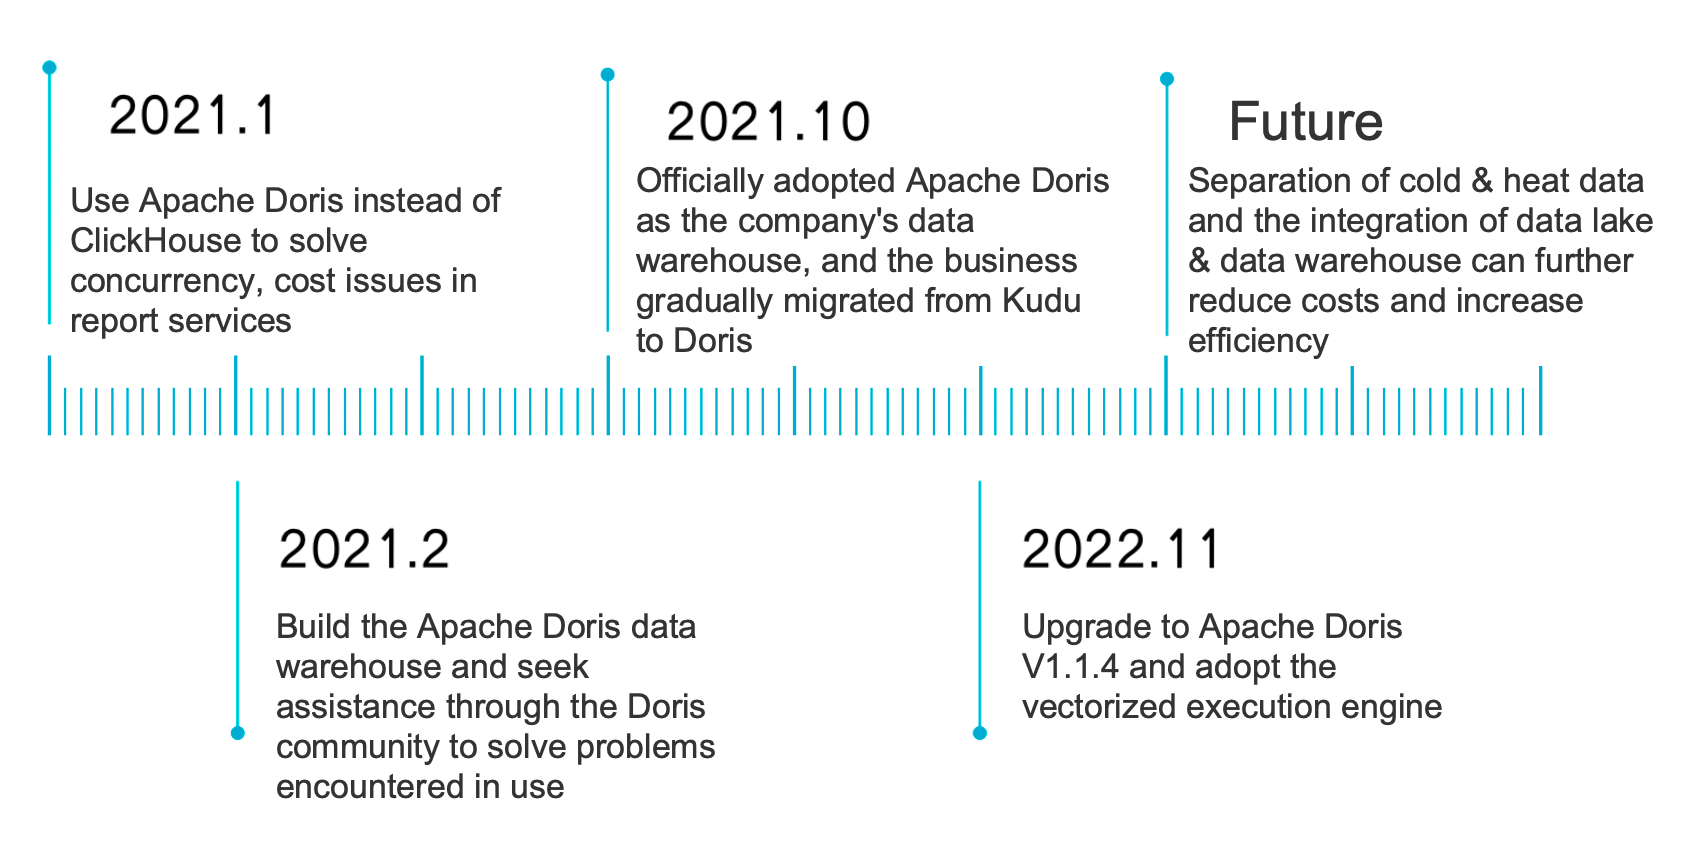 2021.1
Use Apache Doris instead of
ClickHouse to solve
concurrency, cost issues in
report services
2021.10
Officially adopted Apache Doris
as the company's data
warehouse, and the business
gradually migrated from Kudu
to Doris
Future
Separation of cold & heat data
and the integration of data lake
& data warehouse can further
reduce costs and increase
efficiency
2021.2
Build the Apache Doris data
warehouse and seek
assistance through the Doris
community to solve problems
encountered in use
2022.11
Upgrade to Apache Doris
V1.1.4 and adopt the
vectorized execution engine